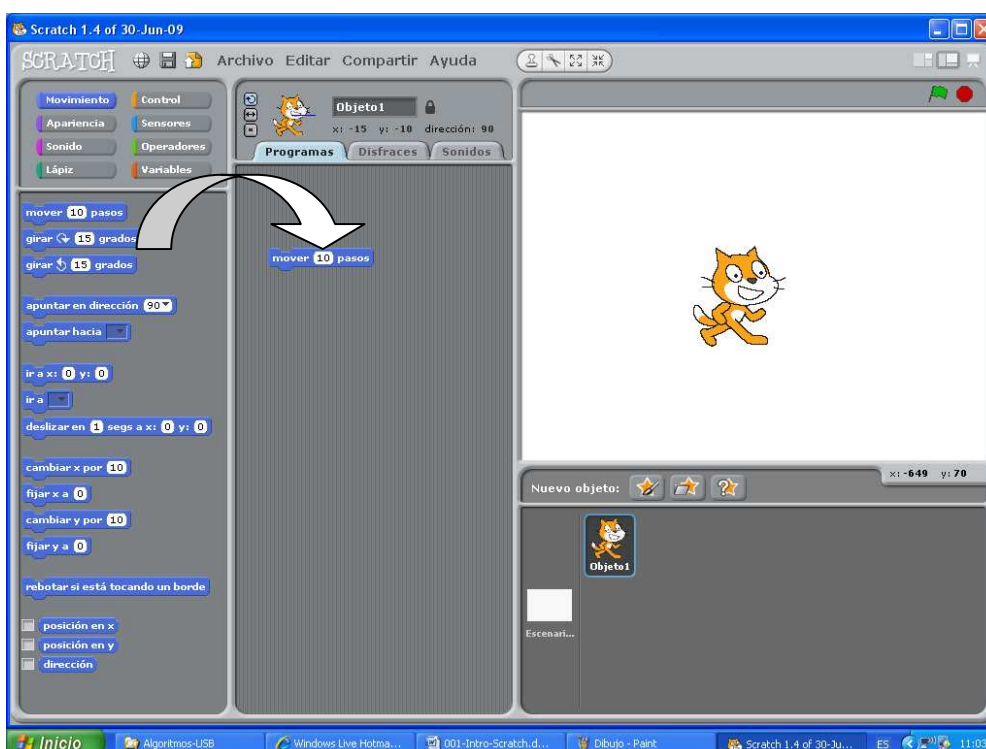 Scratch 1.4 of 30-Jun-09
SCRATCH Archivo Editar Compartir Ayuda
Movimiento Control
Apariencia Sensores
Sonido Operadores
Lápiz Variables
mover 10 pasos
girar 15 grados
girar 15 grados
apuntar en dirección 90
apuntar hacia
ir a x: 0 y: 0
ir a
deslizar en 1 segs a x: 0 y: 0
cambiar x por 10
fijar x a 0
cambiar y por 10
fijar y a 0
rebotar si está tocando un borde
posición en x
posición en y
dirección
Objeto1
x: -15 y: -10 dirección: 90
Programas Disfraces Sonidos
mover 10 pasos
x: -649 y: 70
Nuevo objeto:
Objeto1
Escenari...
Inicio Algoritmos-USB Windows Live Hotma... 001-Intro-Scratch.d... Dibujo - Paint Scratch 1.4 of 30-Ju... ES 11:03